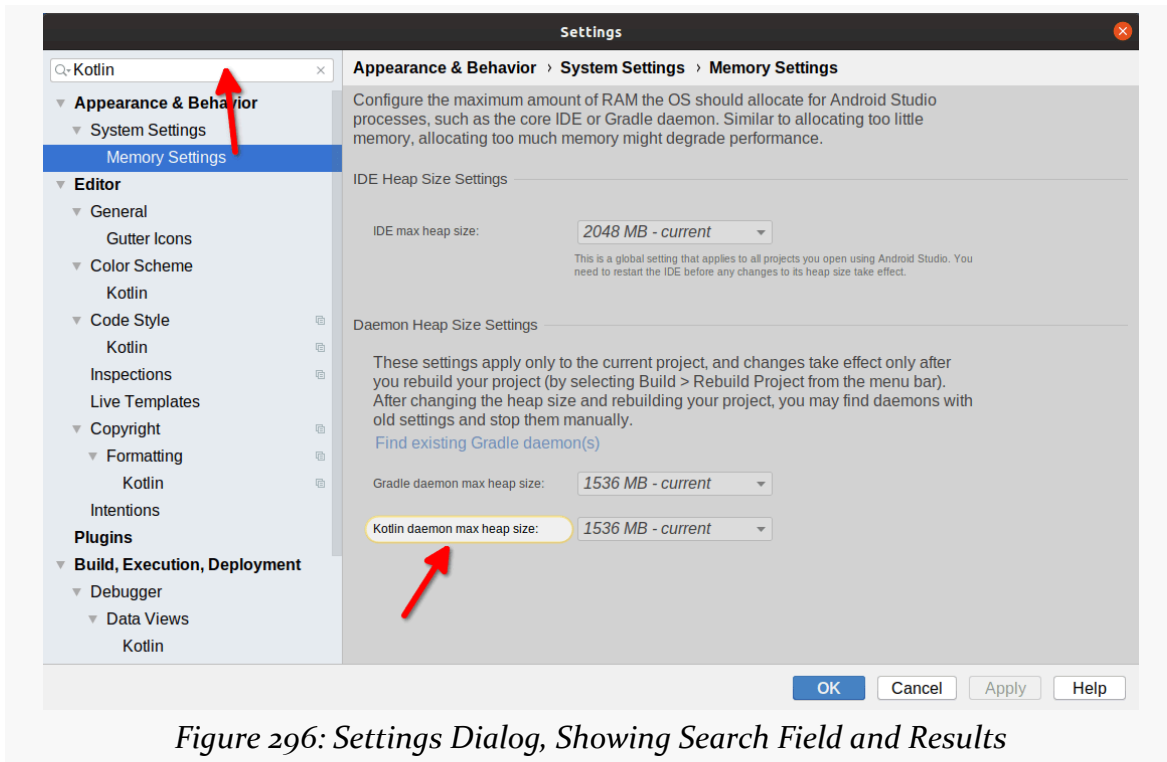 Settings
Kotlin
Appearance & Behavior › System Settings › Memory Settings
Appearance & Behavior
System Settings
Memory Settings
Editor
General
Gutter Icons
Color Scheme
Kotlin
Code Style
Kotlin
Inspections
Live Templates
Copyright
Formatting
Kotlin
Intentions
Plugins
Build, Execution, Deployment
Debugger
Data Views
Kotlin
Configure the maximum amount of RAM the OS should allocate for Android Studio
processes, such as the core IDE or Gradle daemon. Similar to allocating too little
memory, allocating too much memory might degrade performance.
IDE Heap Size Settings
IDE max heap size: 2048 MB - current
This is a global setting that applies to all projects you open using Android Studio. You
need to restart the IDE before any changes to its heap size take effect.
Daemon Heap Size Settings
These settings apply only to the current project, and changes take effect only after
you rebuild your project (by selecting Build > Rebuild Project from the menu bar).
After changing the heap size and rebuilding your project, you may find daemons with
old settings and stop them manually.
Find existing Gradle daemon(s)
Gradle daemon max heap size: 1536 MB - current
Kotlin daemon max heap size: 1536 MB - current
OK Cancel Apply Help
Figure 296: Settings Dialog, Showing Search Field and Results